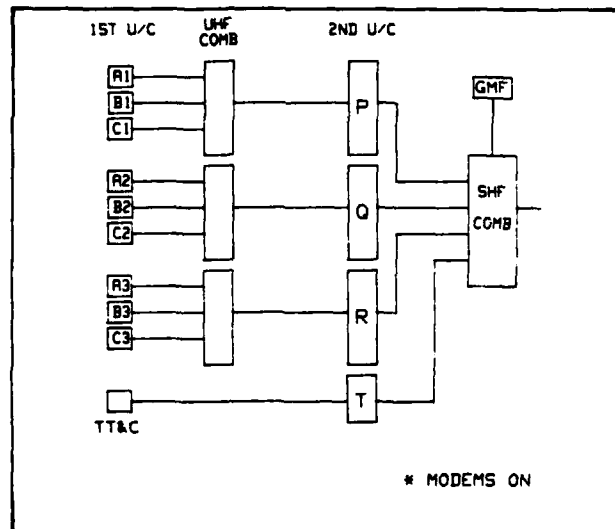 1ST U/C UHF COMB 2ND U/C
A1
B1
C1
P
GMF
A2
B2
C2
Q
SHF COMB
A3
B3
C3
R
T
TT&C
* MODEMS ON